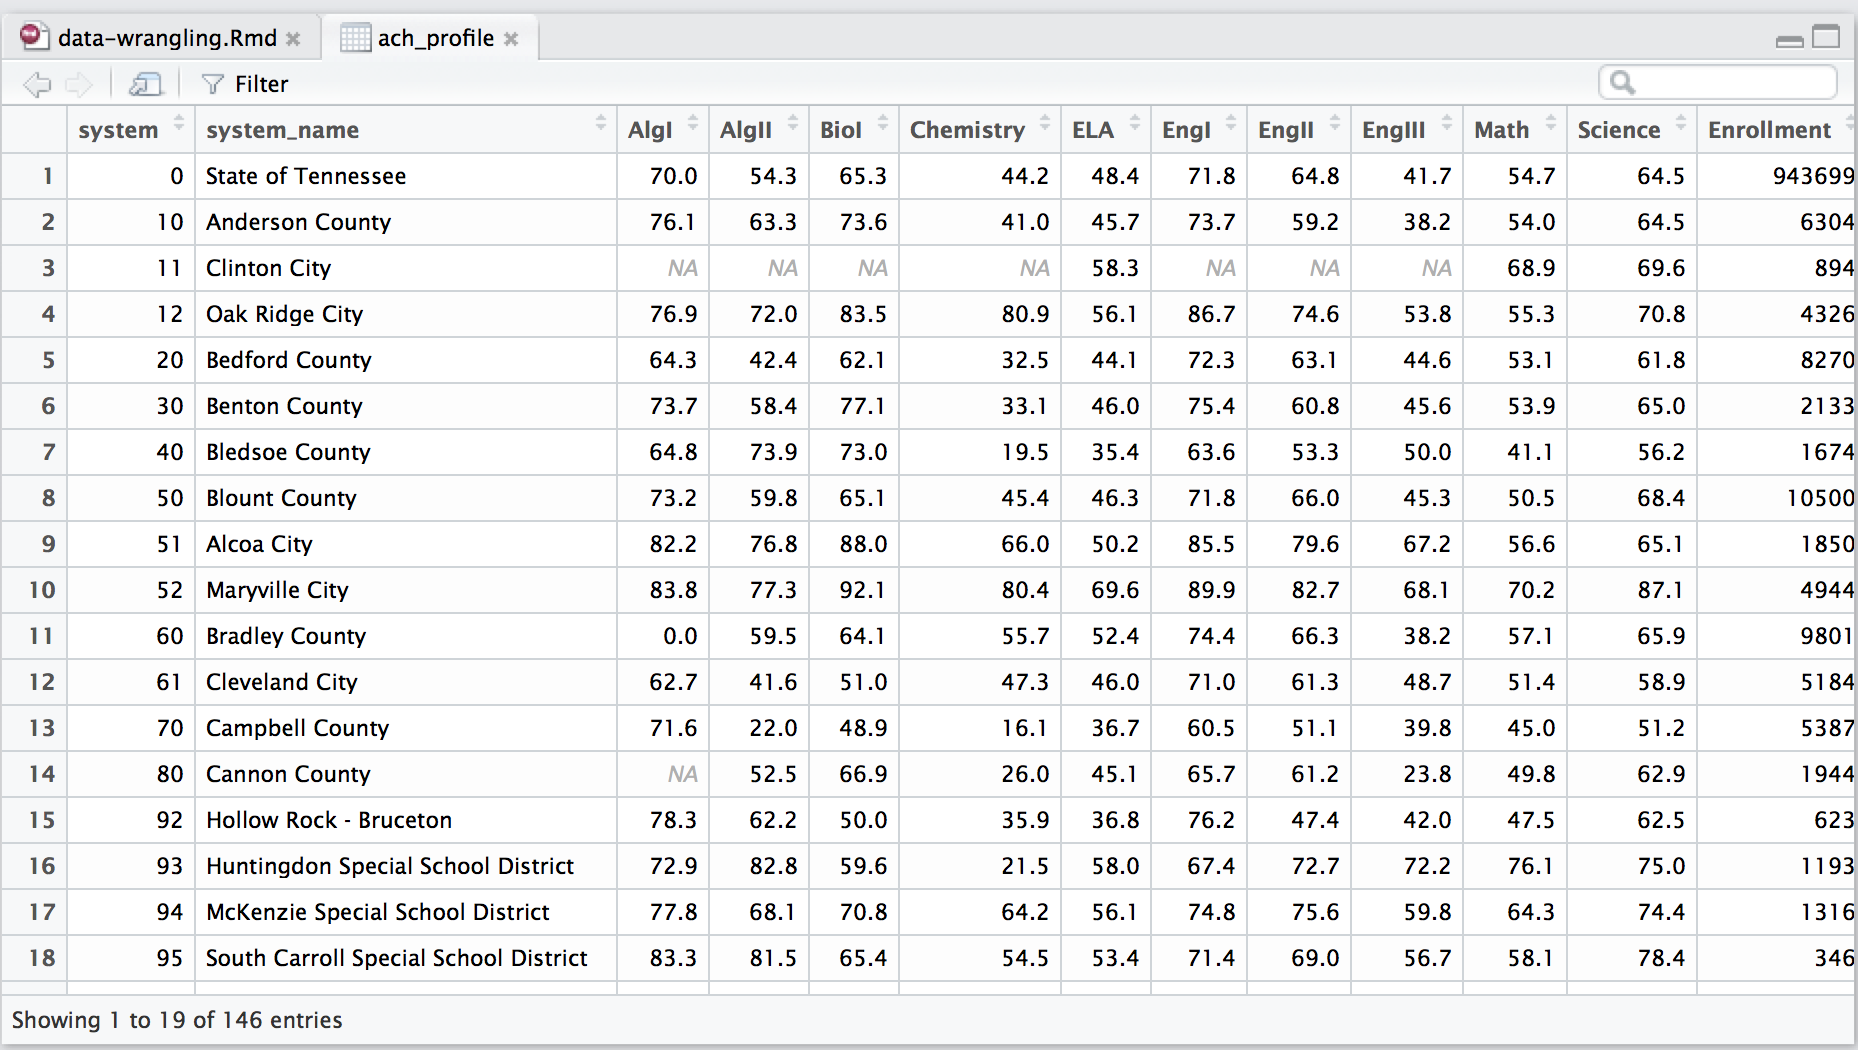 data-wrangling.Rmd ach_profile
Filter
system system_name AlgI AlgII BioI Chemistry ELA EngI EngII EngIII Math Science Enrollment
1 0 State of Tennessee 70.0 54.3 65.3 44.2 48.4 71.8 64.8 41.7 54.7 64.5 943699
2 10 Anderson County 76.1 63.3 73.6 41.0 45.7 73.7 59.2 38.2 54.0 64.5 6304
3 11 Clinton City NA NA NA NA 58.3 NA NA NA 68.9 69.6 894
4 12 Oak Ridge City 76.9 72.0 83.5 80.9 56.1 86.7 74.6 53.8 55.3 70.8 4326
5 20 Bedford County 64.3 42.4 62.1 32.5 44.1 72.3 63.1 44.6 53.1 61.8 8270
6 30 Benton County 73.7 58.4 77.1 33.1 46.0 75.4 60.8 45.6 53.9 65.0 2133
7 40 Bledsoe County 64.8 73.9 73.0 19.5 35.4 63.6 53.3 50.0 41.1 56.2 1674
8 50 Blount County 73.2 59.8 65.1 45.4 46.3 71.8 66.0 45.3 50.5 68.4 10500
9 51 Alcoa City 82.2 76.8 88.0 66.0 50.2 85.5 79.6 67.2 56.6 65.1 1850
10 52 Maryville City 83.8 77.3 92.1 80.4 69.6 89.9 82.7 68.1 70.2 87.1 4944
11 60 Bradley County 0.0 59.5 64.1 55.7 52.4 74.4 66.3 38.2 57.1 65.9 9801
12 61 Cleveland City 62.7 41.6 51.0 47.3 46.0 71.0 61.3 48.7 51.4 58.9 5184
13 70 Campbell County 71.6 22.0 48.9 16.1 36.7 60.5 51.1 39.8 45.0 51.2 5387
14 80 Cannon County NA 52.5 66.9 26.0 45.1 65.7 61.2 23.8 49.8 62.9 1944
15 92 Hollow Rock - Bruceton 78.3 62.2 50.0 35.9 36.8 76.2 47.4 42.0 47.5 62.5 623
16 93 Huntingdon Special School District 72.9 82.8 59.6 21.5 58.0 67.4 72.7 72.2 76.1 75.0 1193
17 94 McKenzie Special School District 77.8 68.1 70.8 64.2 56.1 74.8 75.6 59.8 64.3 74.4 1316
18 95 South Carroll Special School District 83.3 81.5 65.4 54.5 53.4 71.4 69.0 56.7 58.1 78.4 346
Showing 1 to 19 of 146 entries